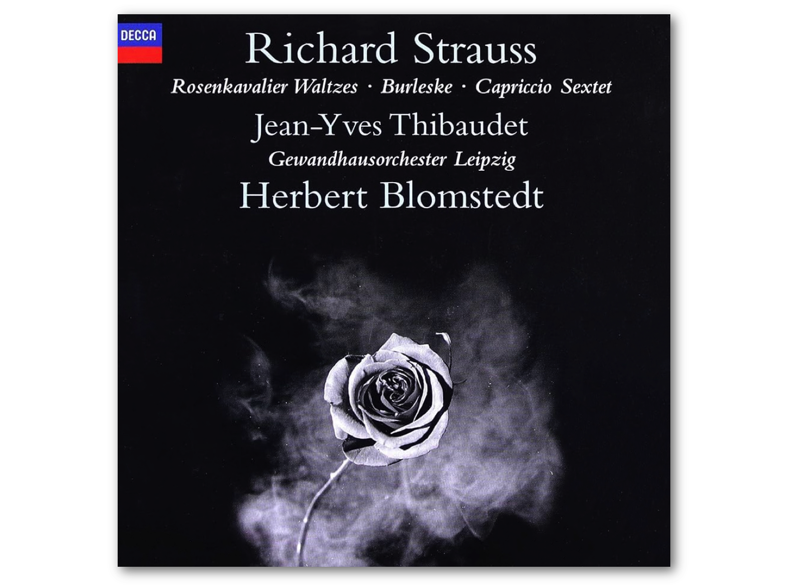 DECCA
Richard Strauss
Rosenkavalier Waltzes · Burleske · Capriccio Sextet
Jean-Yves Thibaudet
Gewandhausorchester Leipzig
Herbert Blomstedt